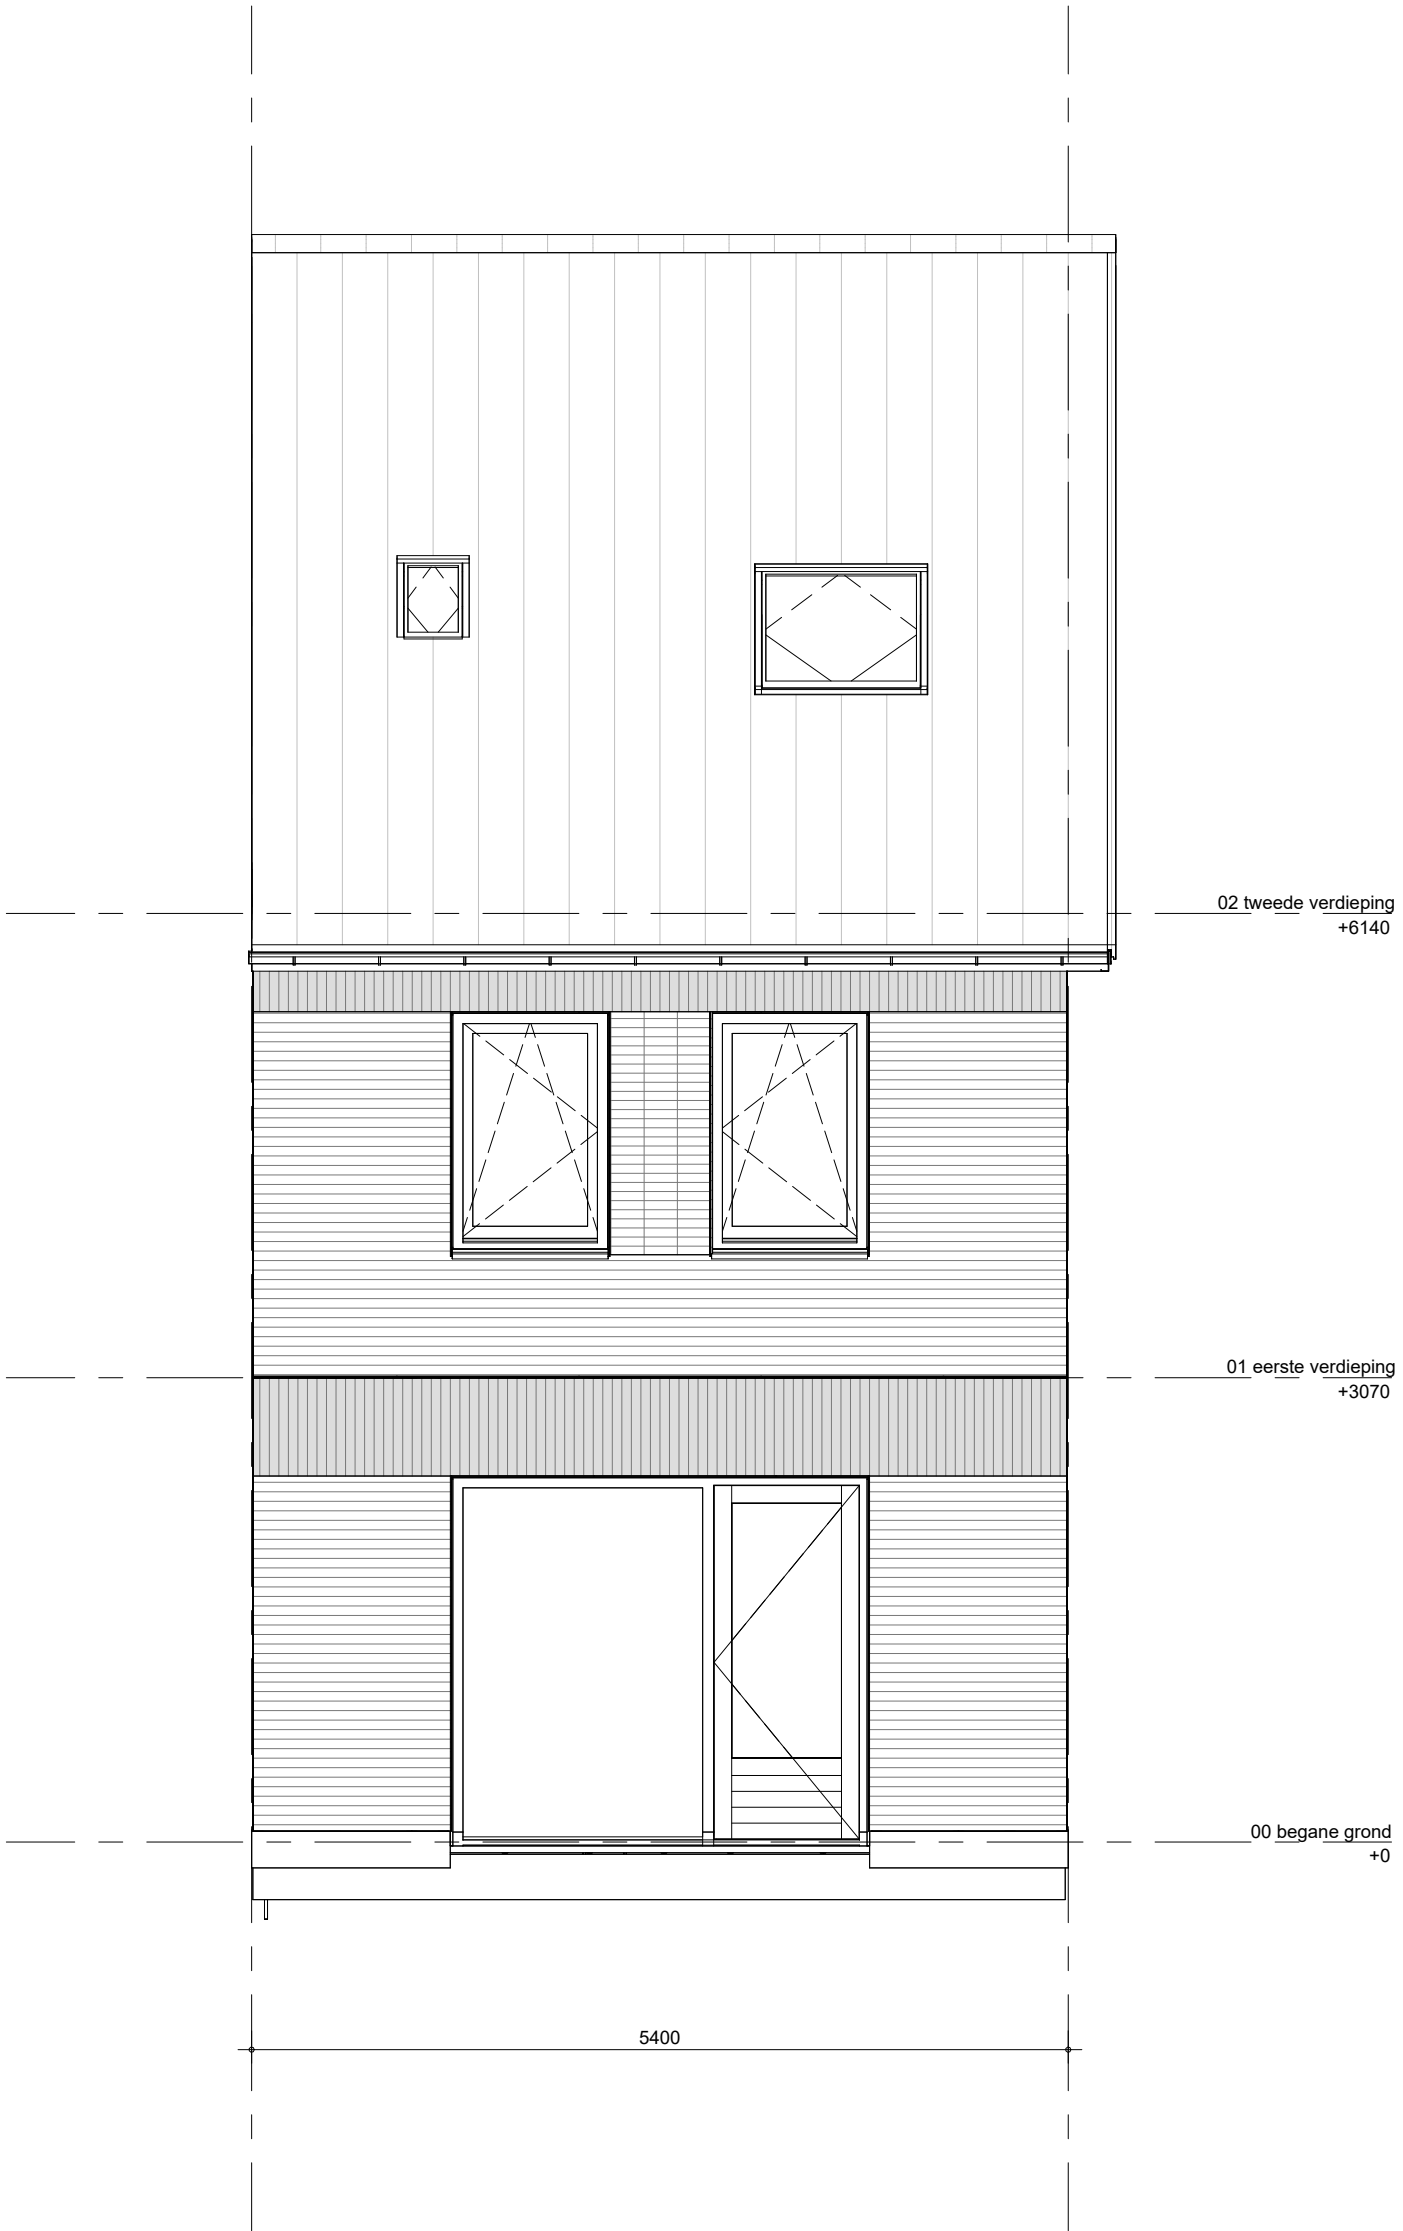 02 tweede verdieping
+6140
01 eerste verdieping
+3070
00 begane grond
+0
5400